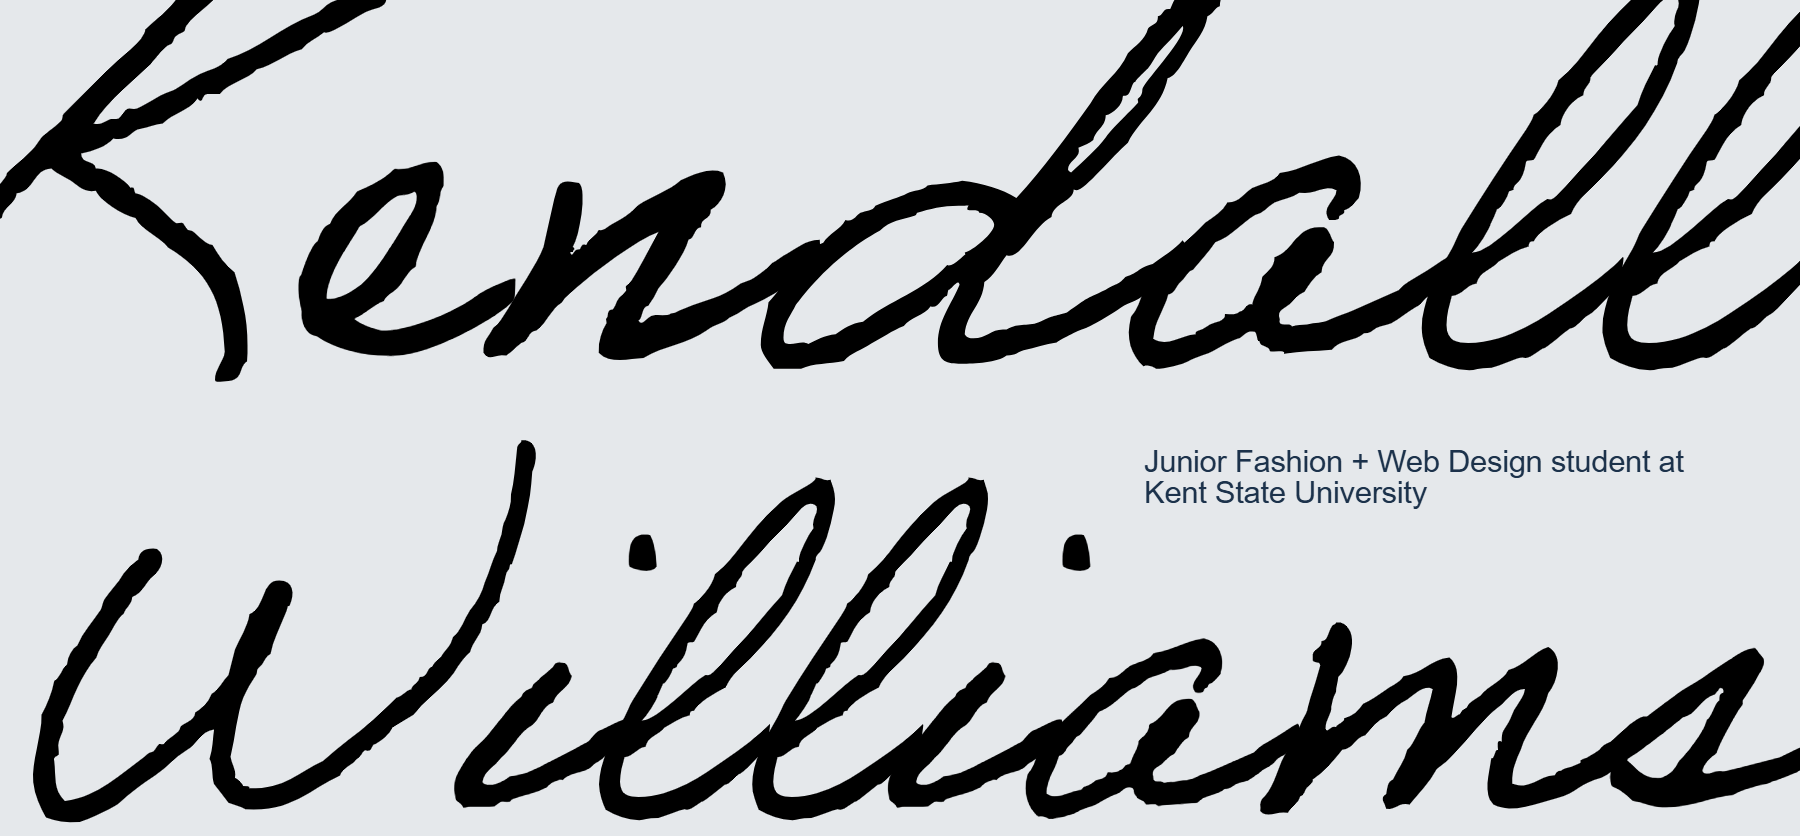 Kendall
Junior Fashion + Web Design student at
Kent State University
Williams